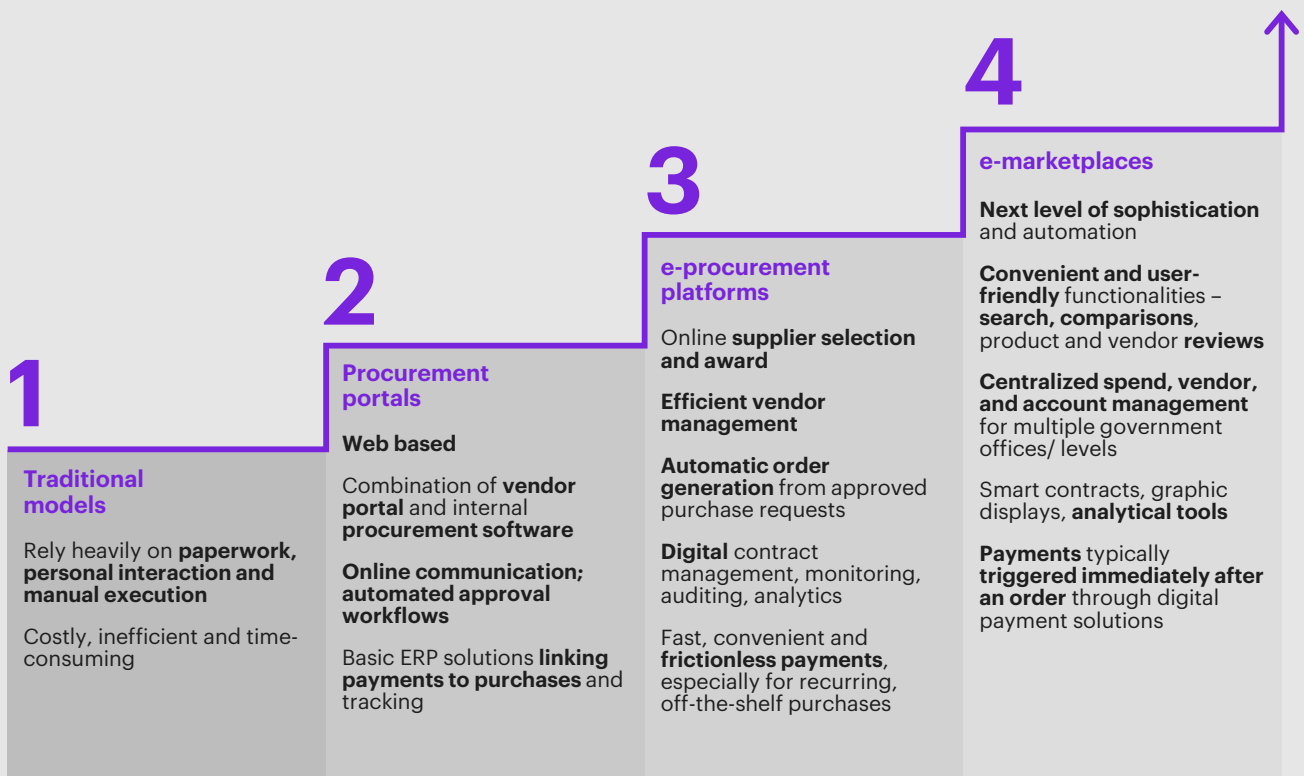 1
Traditional
models
Rely heavily on paperwork,
personal interaction and
manual execution
Costly, inefficient and time-
consuming
2
Procurement
portals
Web based
Combination of vendor
portal and internal
procurement software
Online communication;
automated approval
workflows
Basic ERP solutions linking
payments to purchases and
tracking
3
e-procurement
platforms
Online supplier selection
and award
Efficient vendor
management
Automatic order
generation from approved
purchase requests
Digital contract
management, monitoring,
auditing, analytics
Fast, convenient and
frictionless payments,
especially for recurring,
off-the-shelf purchases
4
e-marketplaces
Next level of sophistication
and automation
Convenient and user-
friendly functionalities –
search, comparisons,
product and vendor reviews
Centralized spend, vendor,
and account management
for multiple government
offices/ levels
Smart contracts, graphic
displays, analytical tools
Payments typically
triggered immediately after
an order through digital
payment solutions